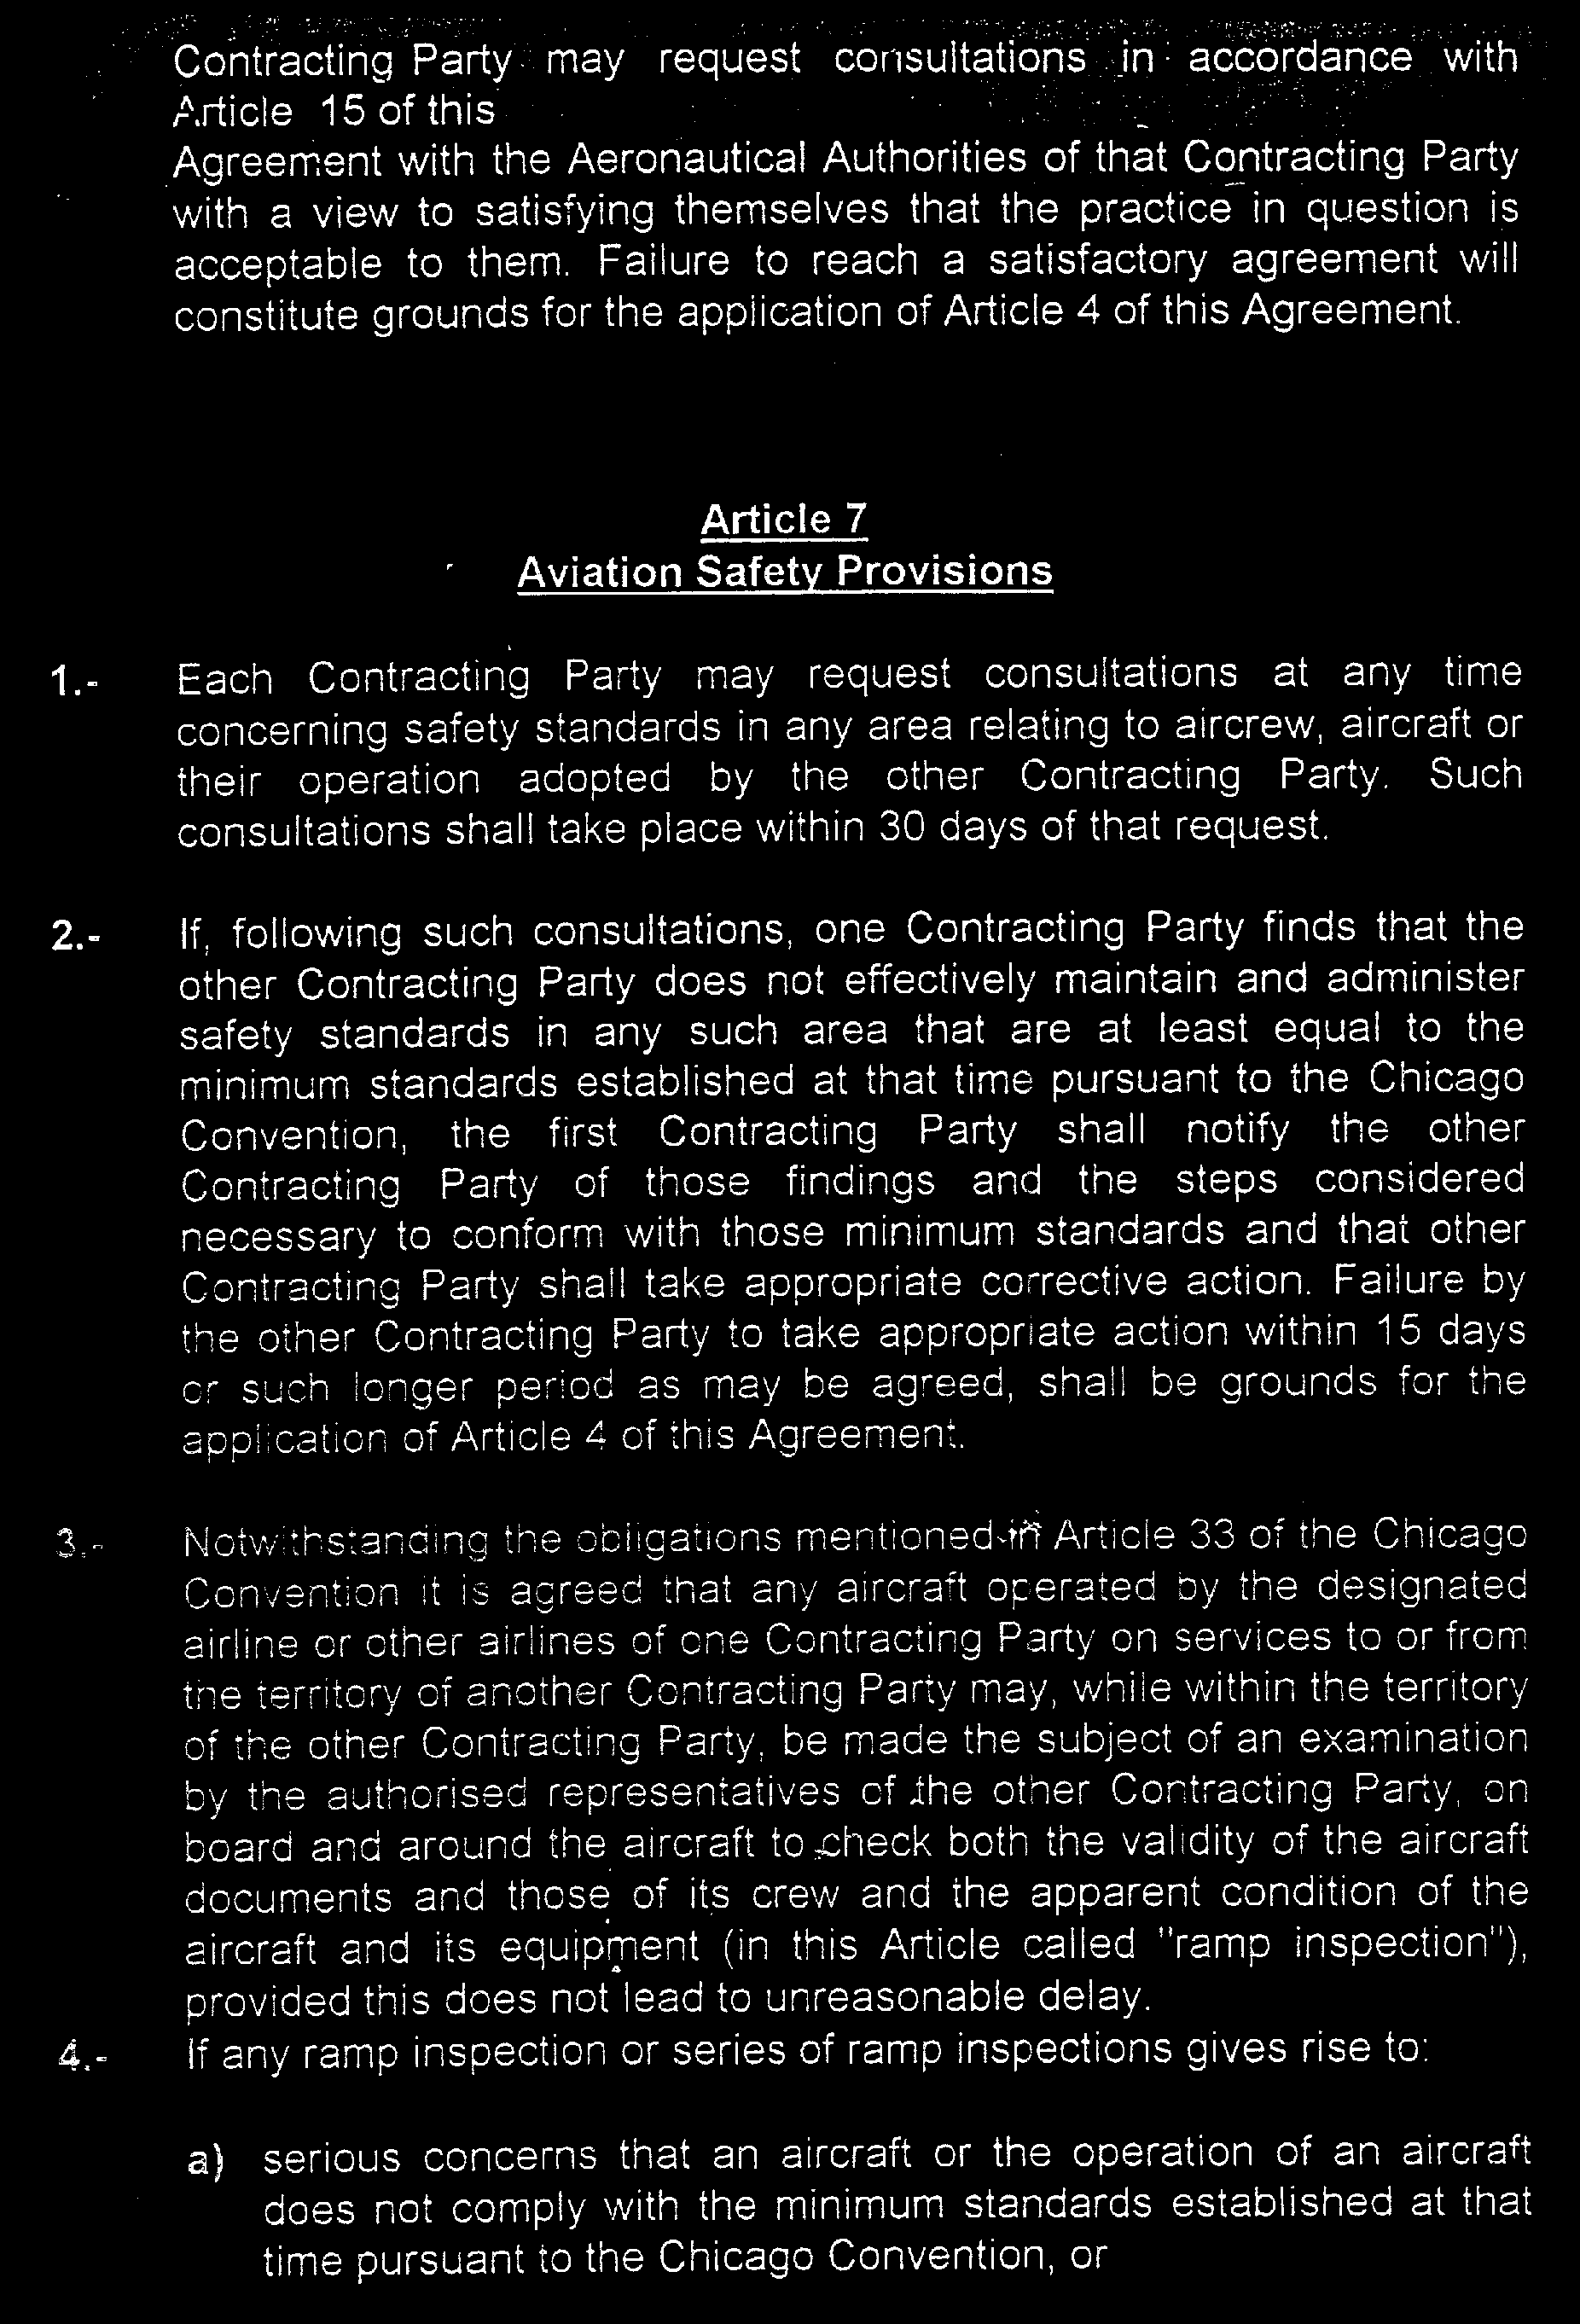 Contracting Party may request consultations in accordance with
Article 15 of this
Agreement with the Aeronautical Authorities of that Contracting Party
with a view to satisfying themselves that the practice in question is
acceptable to them. Failure to reach a satisfactory agreement will
constitute grounds for the application of Article 4 of this Agreement.
Article 7
Aviation Safety Provisions
1.- Each Contracting Party may request consultations at any time
concerning safety standards in any area relating to aircrew, aircraft or
their operation adopted by the other Contracting Party. Such
consultations shall take place within 30 days of that request.
2.- If, following such consultations, one Contracting Party finds that the
other Contracting Party does not effectively maintain and administer
safety standards in any such area that are at least equal to the
minimum standards established at that time pursuant to the Chicago
Convention, the first Contracting Party shall notify the other
Contracting Party of those findings and the steps considered
necessary to conform with those minimum standards and that other
Contracting Party shall take appropriate corrective action. Failure by
the other Contracting Party to take appropriate action within 15 days
or such longer period as may be agreed, shall be grounds for the
application of Article 4 of this Agreement.
3.- Notwithstanding the obligations mentioned in Article 33 of the Chicago
Convention it is agreed that any aircraft operated by the designated
airline or other airlines of one Contracting Party on services to or from
the territory of another Contracting Party may, while within the territory
of the other Contracting Party, be made the subject of an examination
by the authorised representatives of the other Contracting Party, on
board and around the aircraft to check both the validity of the aircraft
documents and those of its crew and the apparent condition of the
aircraft and its equipment (in this Article called "ramp inspection"),
provided this does not lead to unreasonable delay.
4.- If any ramp inspection or series of ramp inspections gives rise to:
a) serious concerns that an aircraft or the operation of an aircraft
does not comply with the minimum standards established at that
time pursuant to the Chicago Convention, or